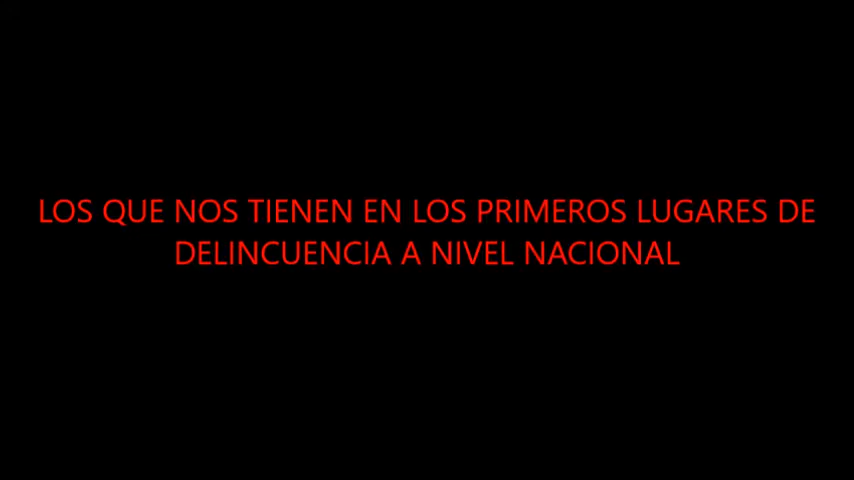 LOS QUE NOS TIENEN EN LOS PRIMEROS LUGARES DE
DELINCUENCIA A NIVEL NACIONAL